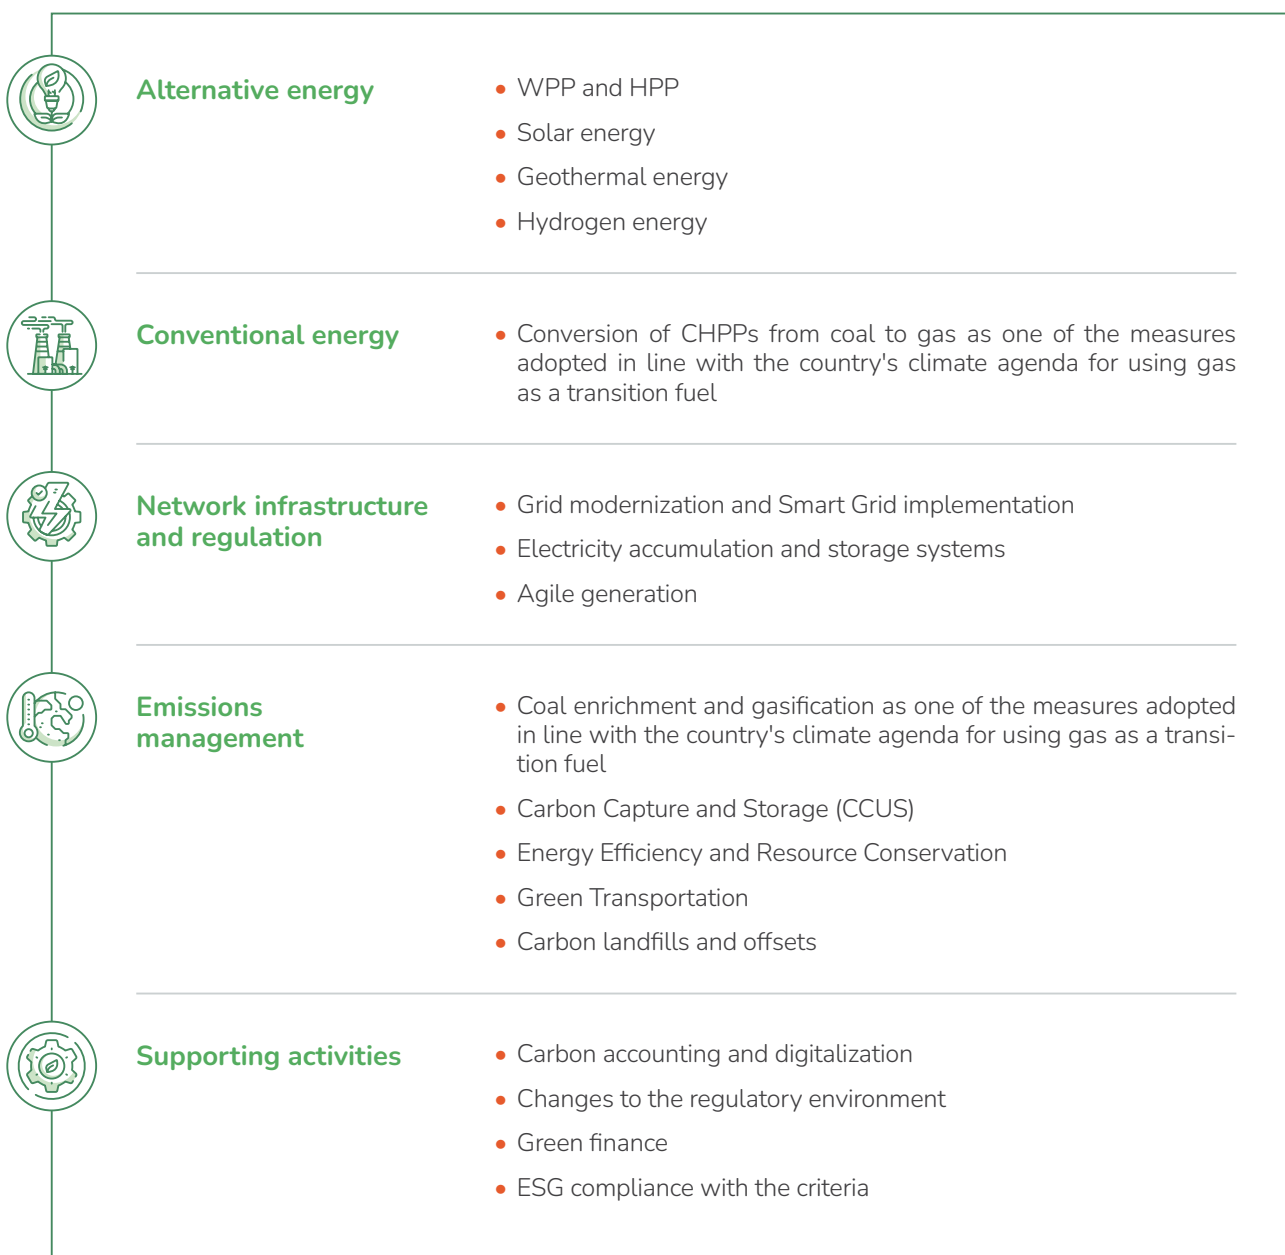 Alternative energy
• WPP and HPP
• Solar energy
• Geothermal energy
• Hydrogen energy
Conventional energy
• Conversion of CHPPs from coal to gas as one of the measures
adopted in line with the country's climate agenda for using gas
as a transition fuel
Network infrastructure
and regulation
• Grid modernization and Smart Grid implementation
• Electricity accumulation and storage systems
• Agile generation
Emissions
management
• Coal enrichment and gasification as one of the measures adopted
in line with the country's climate agenda for using gas as a transi-
tion fuel
• Carbon Capture and Storage (CCUS)
• Energy Efficiency and Resource Conservation
• Green Transportation
• Carbon landfills and offsets
Supporting activities
• Carbon accounting and digitalization
• Changes to the regulatory environment
• Green finance
• ESG compliance with the criteria